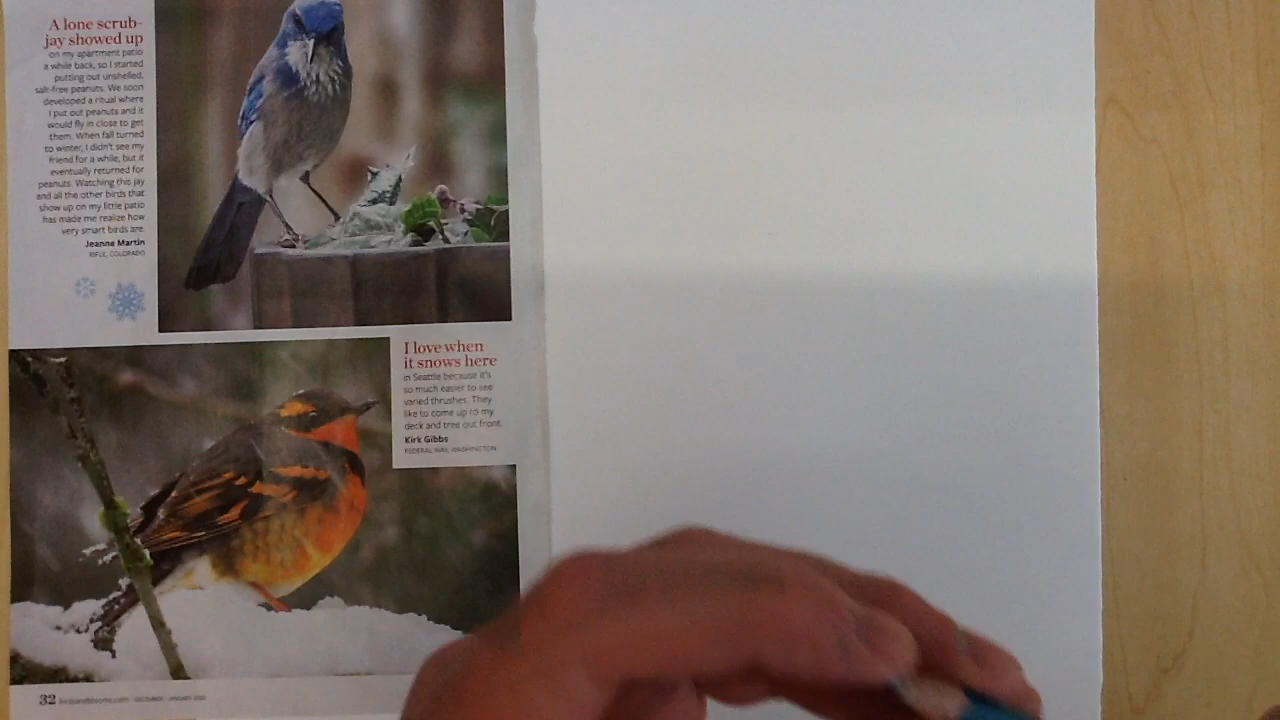 A lone scrub-
jay showed up
on my apartment patio
a while back, so I started
putting out unshelled,
salt-free peanuts. We soon
developed a ritual where
I put out peanuts and it
would fly in close to get
them. When fall turned
to winter, I didn't see my
friend for a while, but it
eventually returned for
peanuts. Watching this jay
and all the other birds that
show up on my little patio
has made me realize how
very smart birds are.
Jeanne Martin
RIFLE, COLORADO
I love when
it snows here
in Seattle because it's
so much easier to see
varied thrushes. They
like to come up to my
deck and tree out front.
Kirk Gibbs
FEDERAL WAY, WASHINGTON
32 birdsandblooms.com DECEMBER / JANUARY